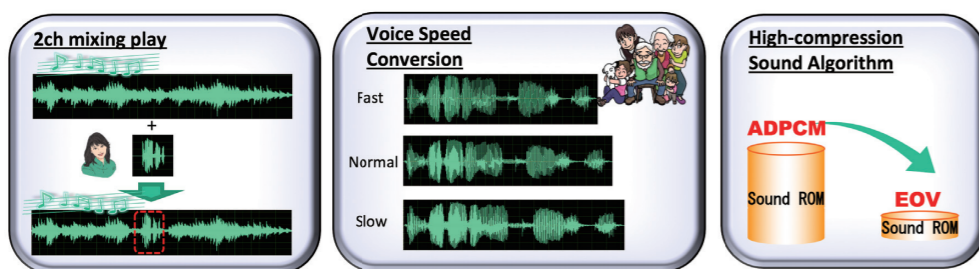 2ch mixing play
+
Voice Speed
Conversion
Fast
Normal
Slow
High-compression
Sound Algorithm
ADPCM
Sound ROM
EOV
Sound ROM